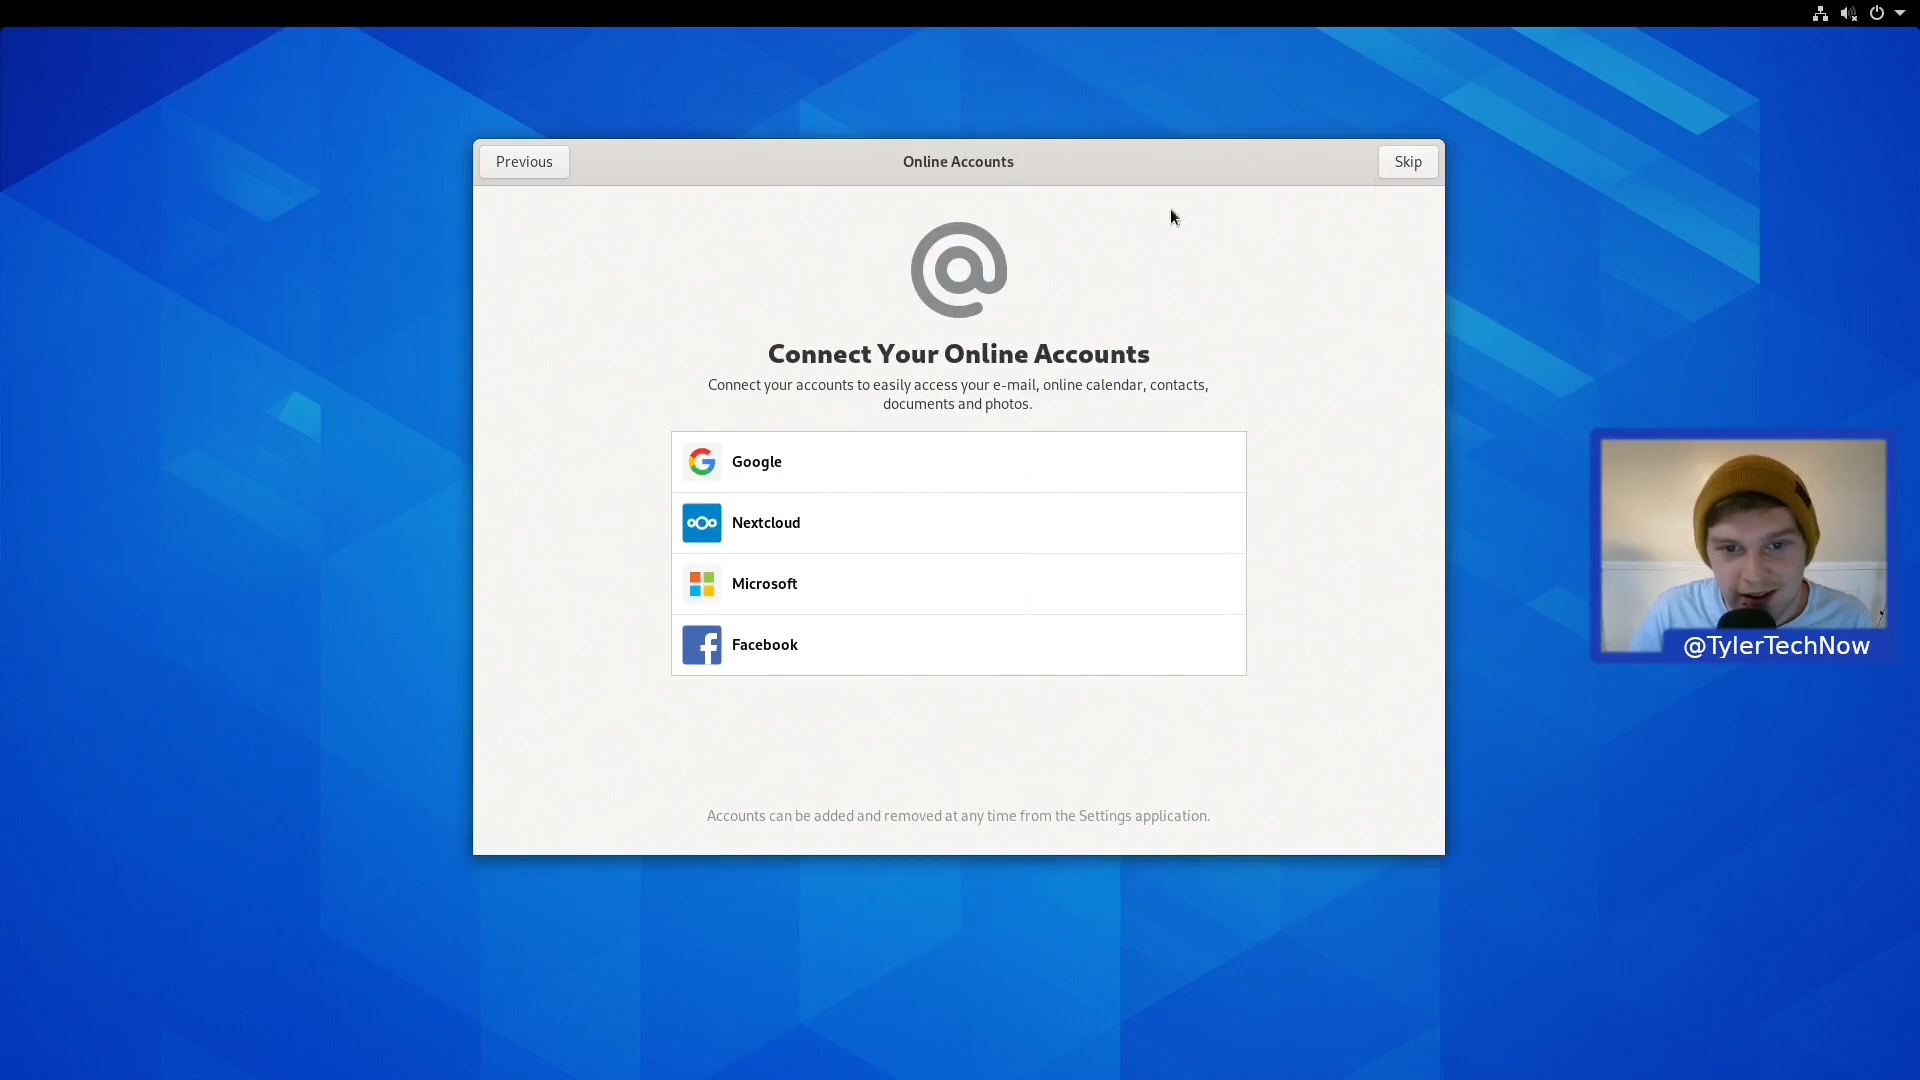 Previous
Online Accounts
Skip
Connect Your Online Accounts
Connect your accounts to easily access your e-mail, online calendar, contacts,
documents and photos.
Google
Nextcloud
Microsoft
Facebook
@TylerTechNow
Accounts can be added and removed at any time from the Settings application.